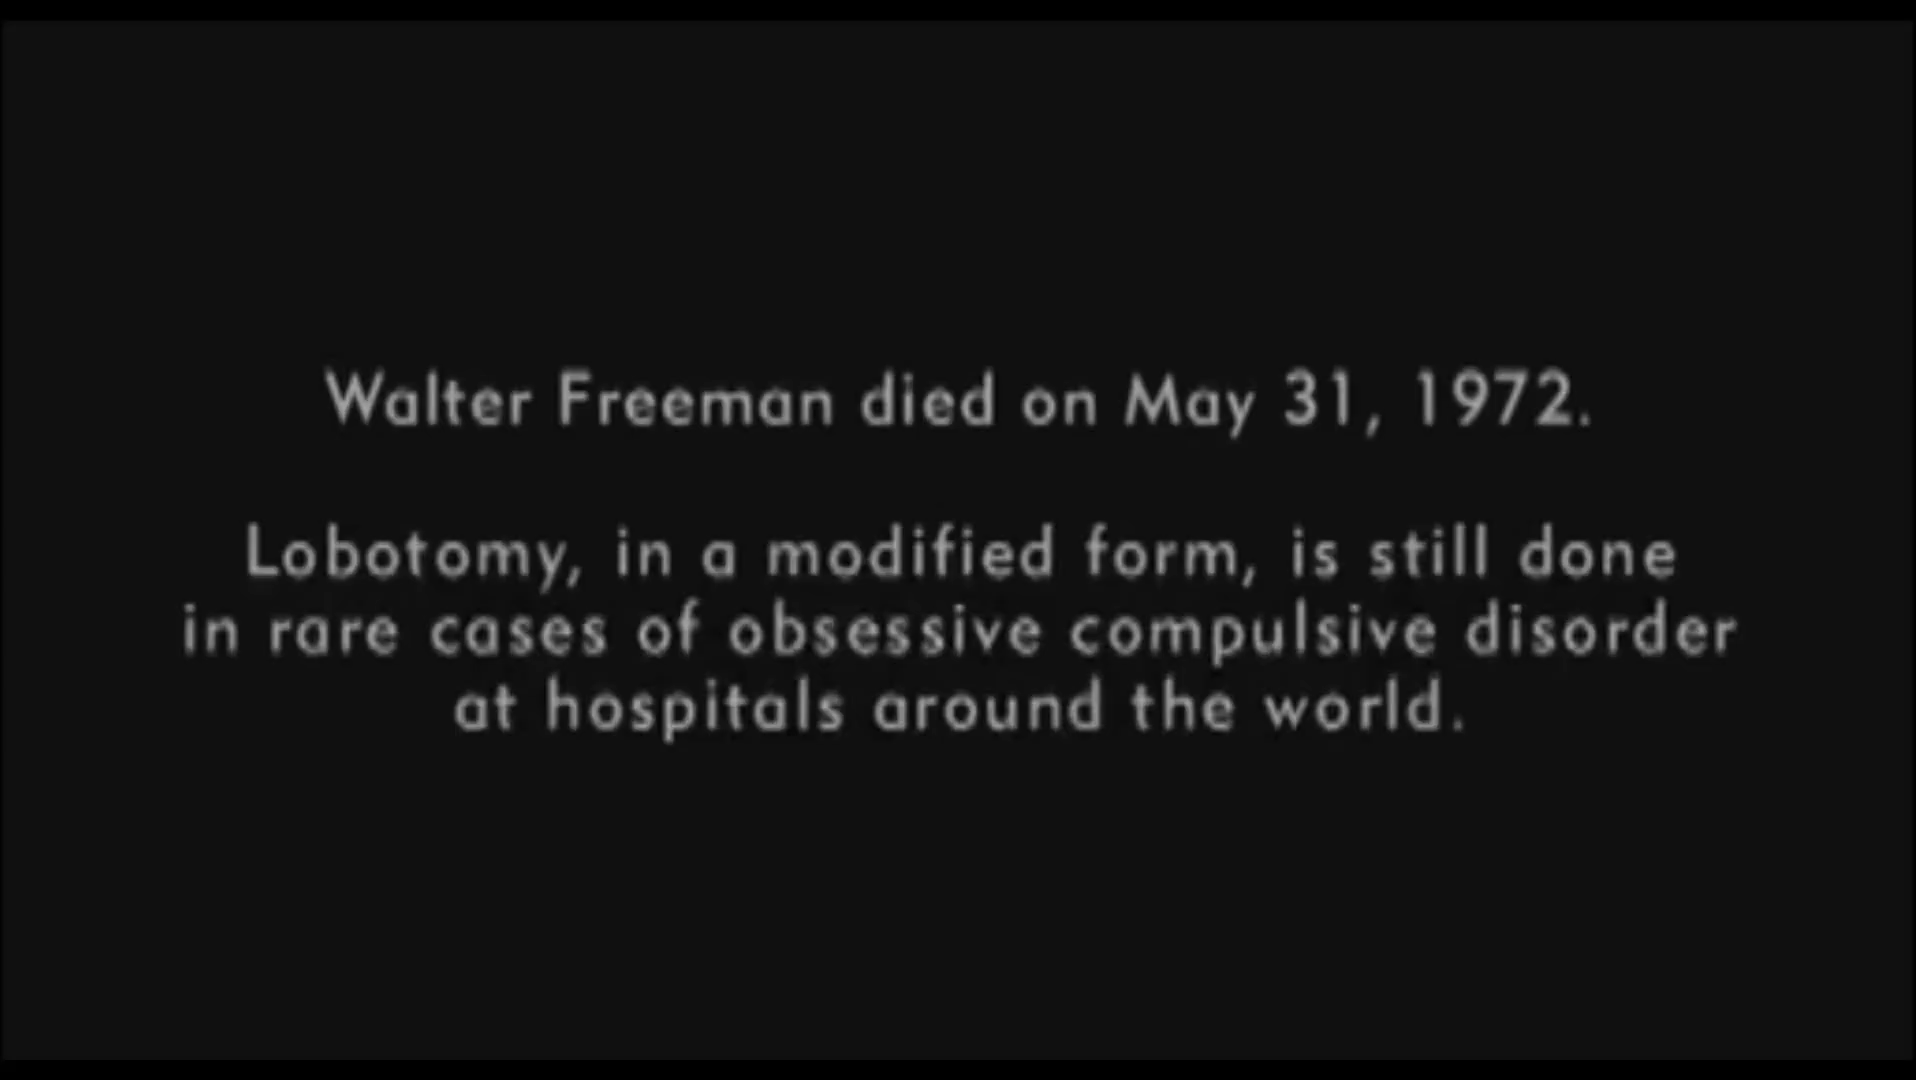 Walter Freeman died on May 31, 1972.
Lobotomy, in a modified form, is still done
in rare cases of obsessive compulsive disorder
at hospitals around the world.